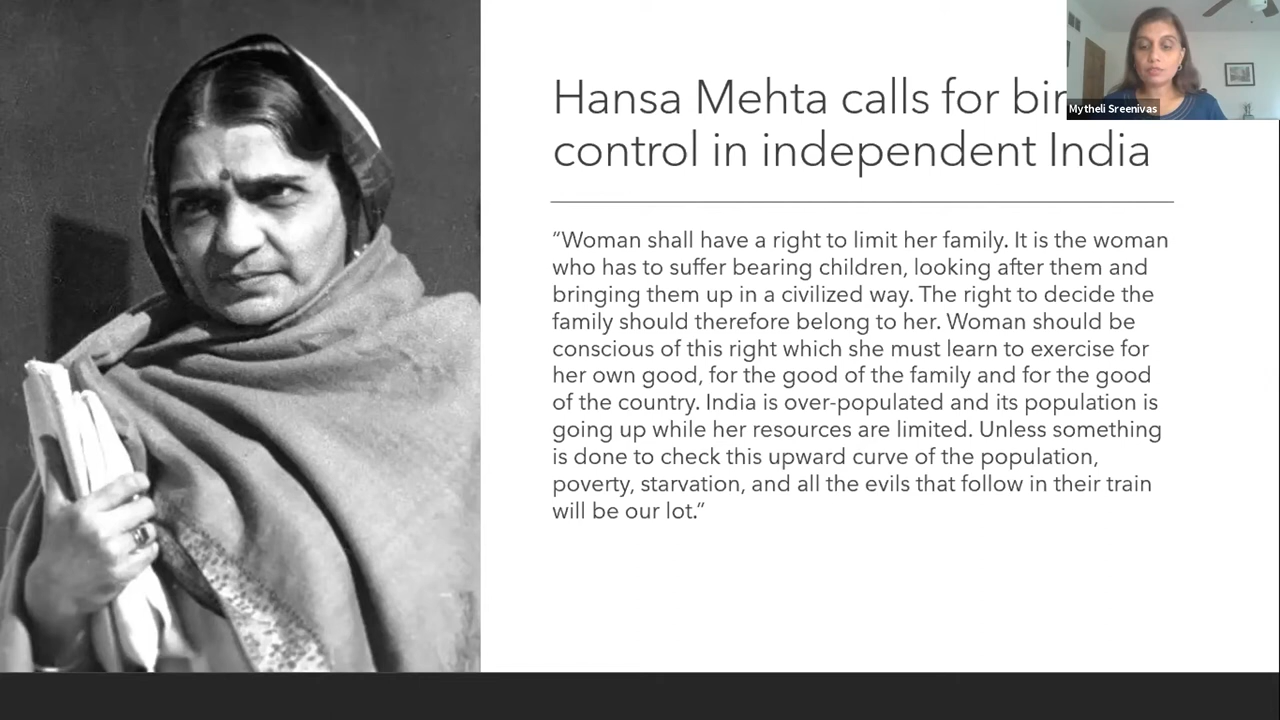 Hansa Mehta calls for bir
control in independent India
Mytheli Sreenivas
“Woman shall have a right to limit her family. It is the woman
who has to suffer bearing children, looking after them and
bringing them up in a civilized way. The right to decide the
family should therefore belong to her. Woman should be
conscious of this right which she must learn to exercise for
her own good, for the good of the family and for the good
of the country. India is over-populated and its population is
going up while her resources are limited. Unless something
is done to check this upward curve of the population,
poverty, starvation, and all the evils that follow in their train
will be our lot.”